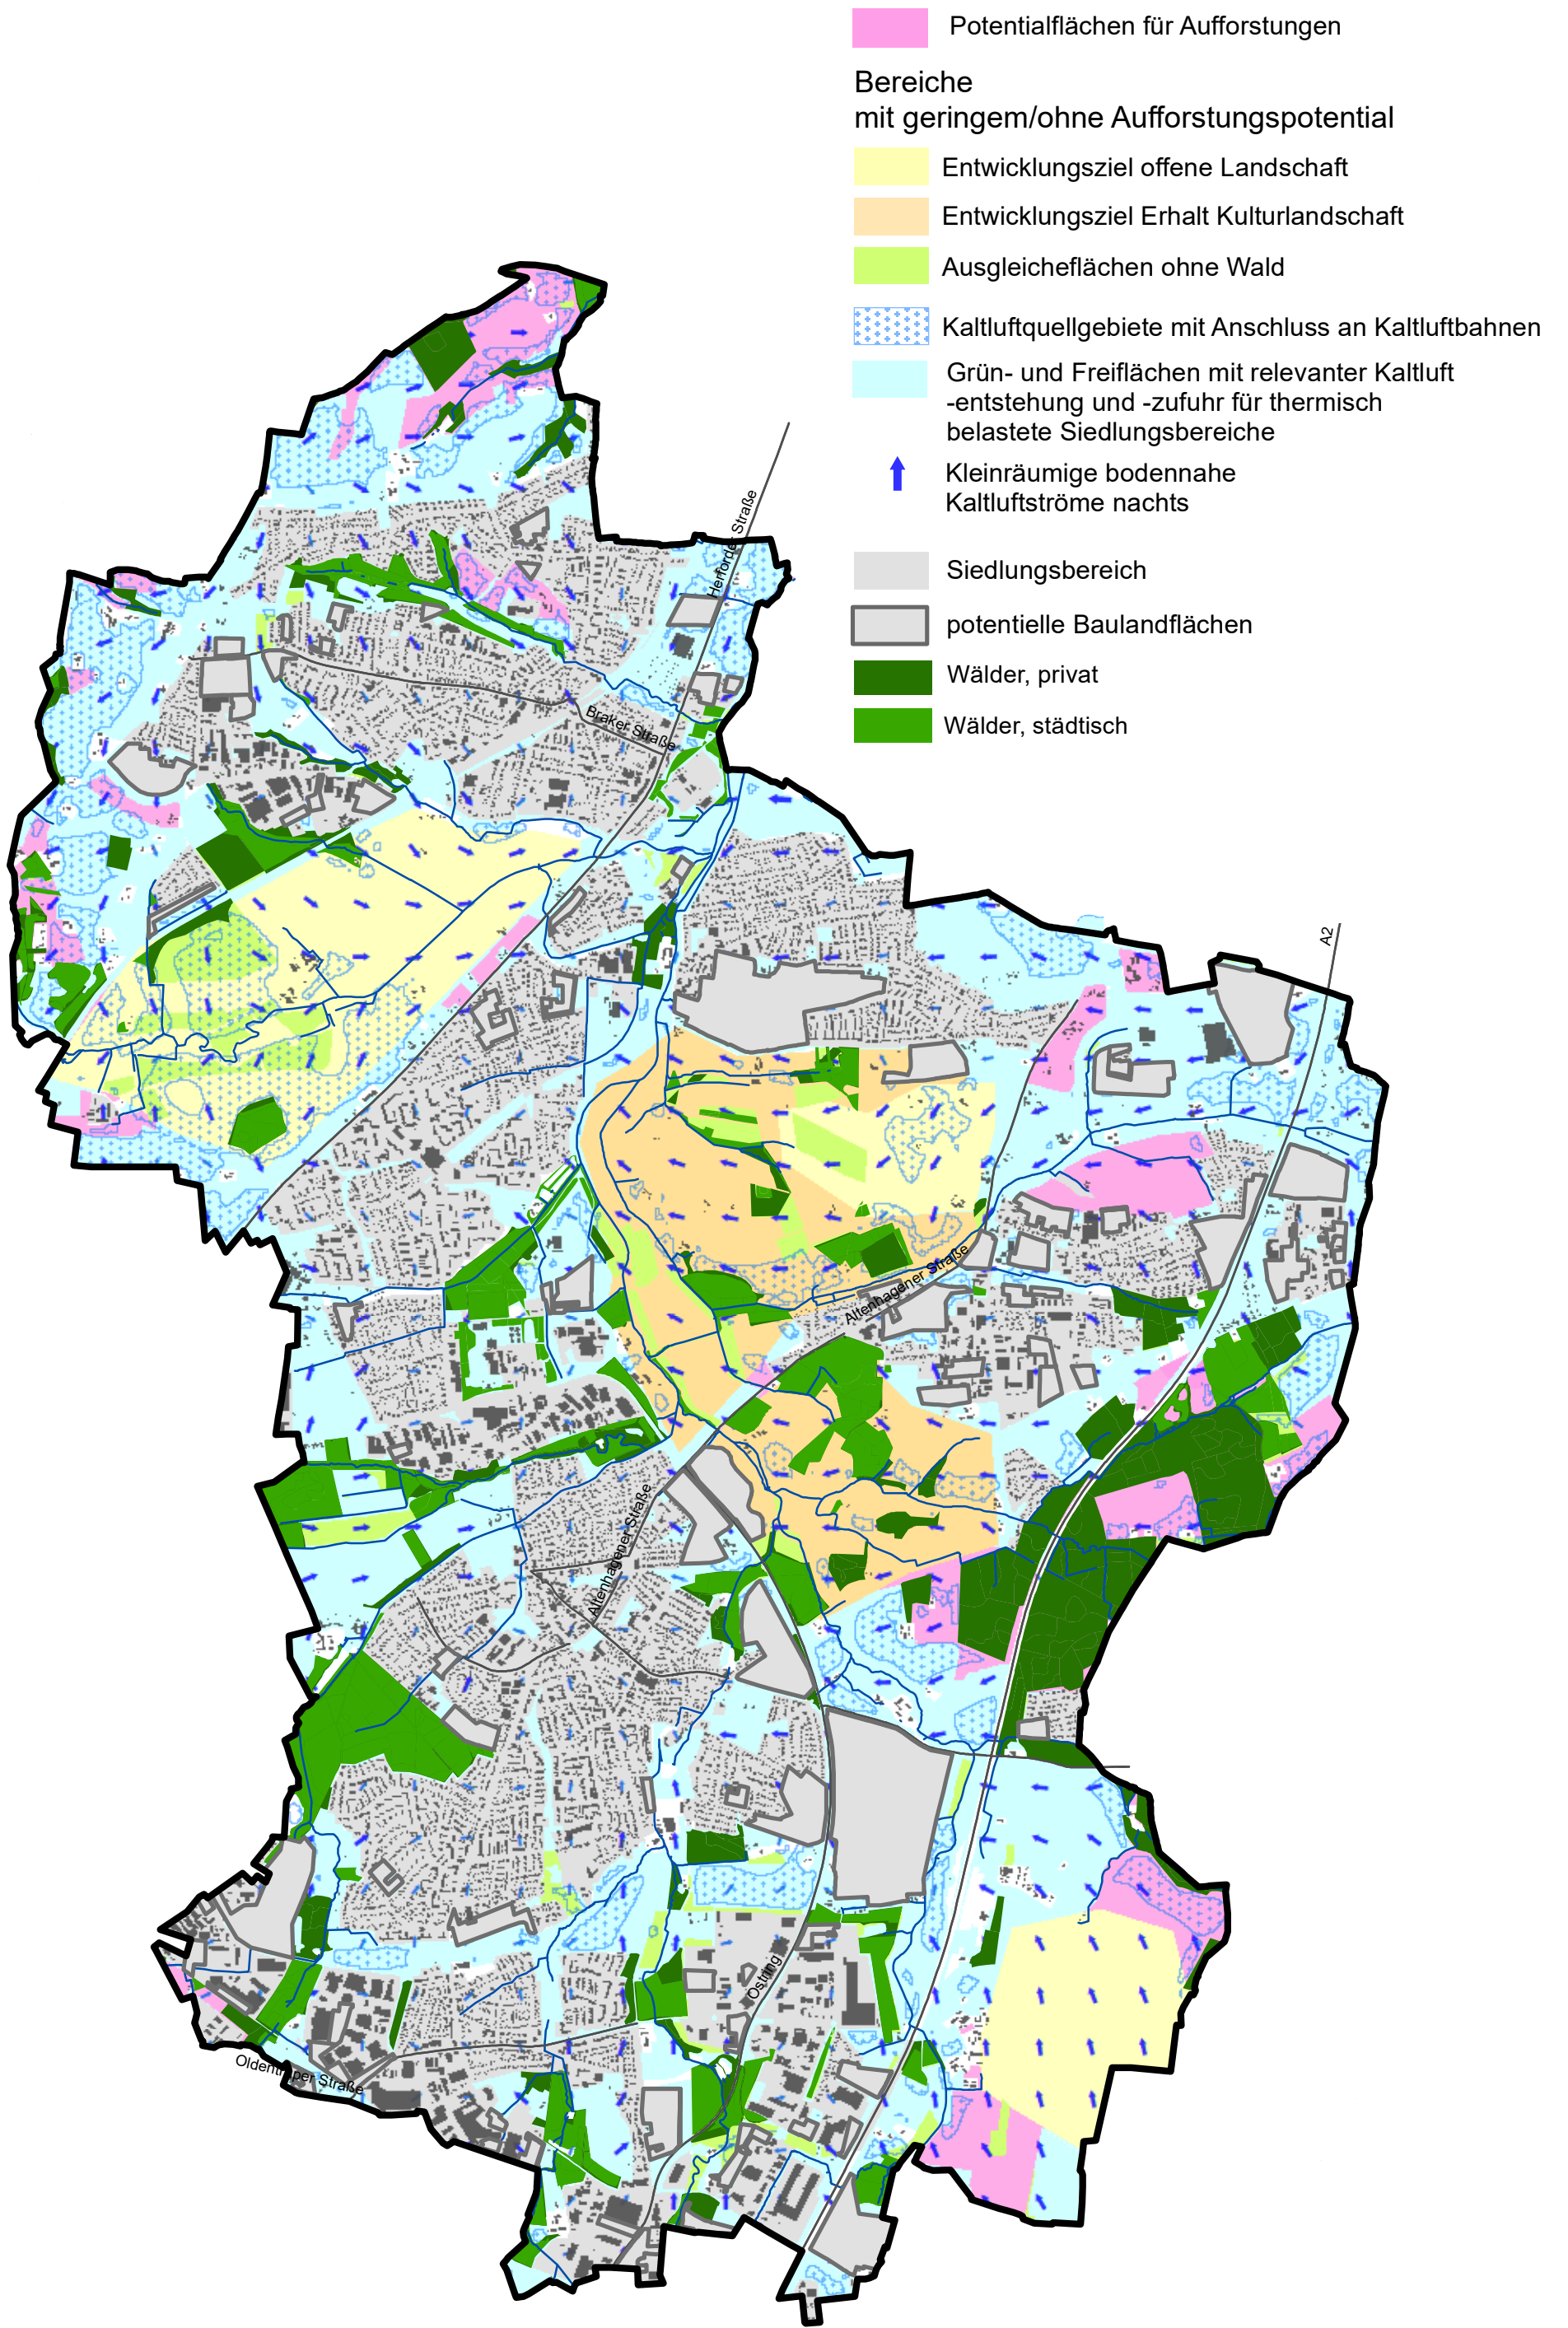 Potentialflächen für Aufforstungen
Bereiche
mit geringem/ohne Aufforstungspotential
Entwicklungsziel offene Landschaft
Entwicklungsziel Erhalt Kulturlandschaft
Ausgleicheflächen ohne Wald
Kaltluftquellgebiete mit Anschluss an Kaltluftbahnen
Grün- und Freiflächen mit relevanter Kaltluft
-entstehung und -zufuhr für thermisch
belastete Siedlungsbereiche
Kleinräumige bodennahe
Kaltluftströme nachts
Siedlungsbereich
potentielle Baulandflächen
Wälder, privat
Wälder, städtisch
Herforder Straße
Braker Straße
A2
Altenhagener Straße
Altenhagener Straße
Ostring
Oldentruper Straße